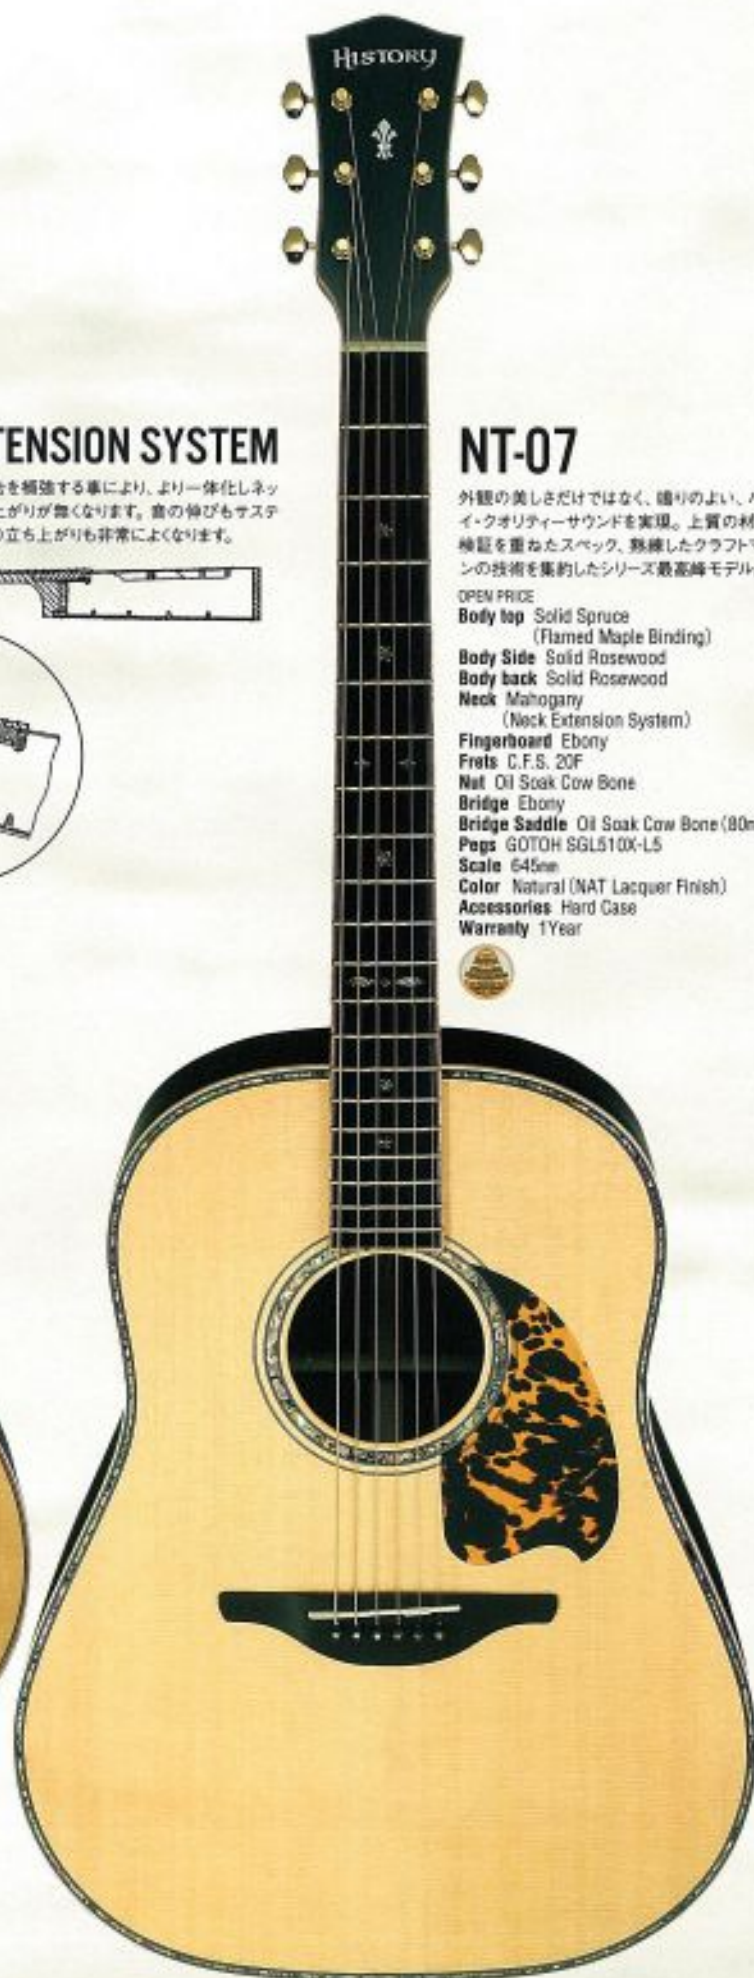 HISTORY
TENSION SYSTEM
合を補強する事により、より一体化しネッ
上がりが無くなります。音の伸びもサステ
の立ち上がりも非常によくなります。
NT-07
外観の美しさだけではなく、鳴りのよい、ハ
イ・クオリティーサウンドを実現。上質の材
検証を重ねたスペック、熟練したクラフトマ
ンの技術を集約したシリーズ最高峰モデル
OPEN PRICE
Body top Solid Spruce
(Flamed Maple Binding)
Body Side Solid Rosewood
Body back Solid Rosewood
Neck Mahogany
(Neck Extension System)
Fingerboard Ebony
Frets C.F.S. 20F
Nut Oil Soak Cow Bone
Bridge Ebony
Bridge Saddle Oil Soak Cow Bone (80m
Pegs GOTOH SGL510X-L5
Scale 645mm
Color Natural (NAT Lacquer Finish)
Accessories Hard Case
Warranty 1Year